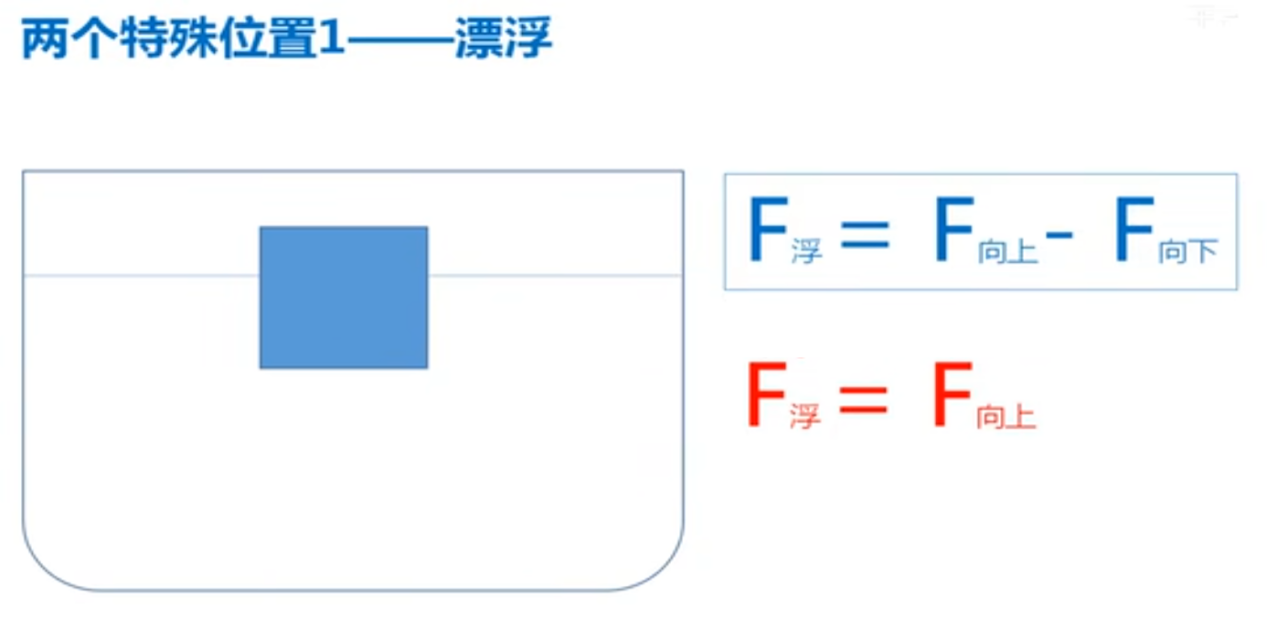 两个特殊位置1——漂浮
F浮 = F向上 - F向下
F浮 = F向上